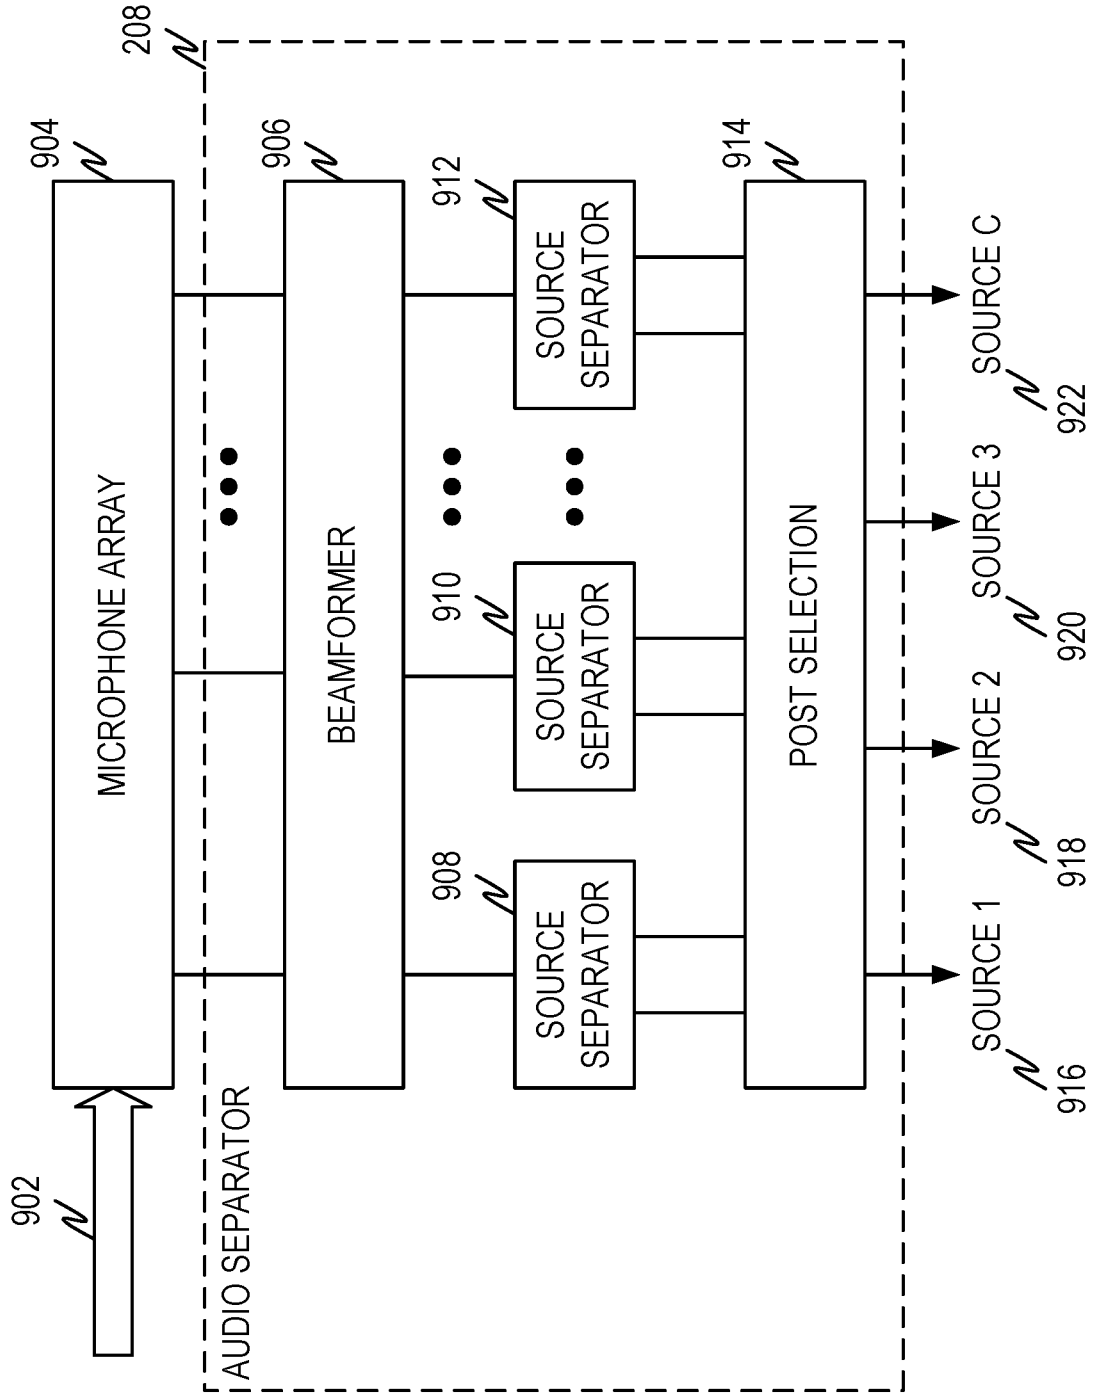 902
904
MICROPHONE ARRAY
208
AUDIO SEPARATOR
906
BEAMFORMER
908
SOURCE
SEPARATOR
910
SOURCE
SEPARATOR
912
SOURCE
SEPARATOR
914
POST SELECTION
SOURCE 1
916
SOURCE 2
918
SOURCE 3
920
SOURCE C
922